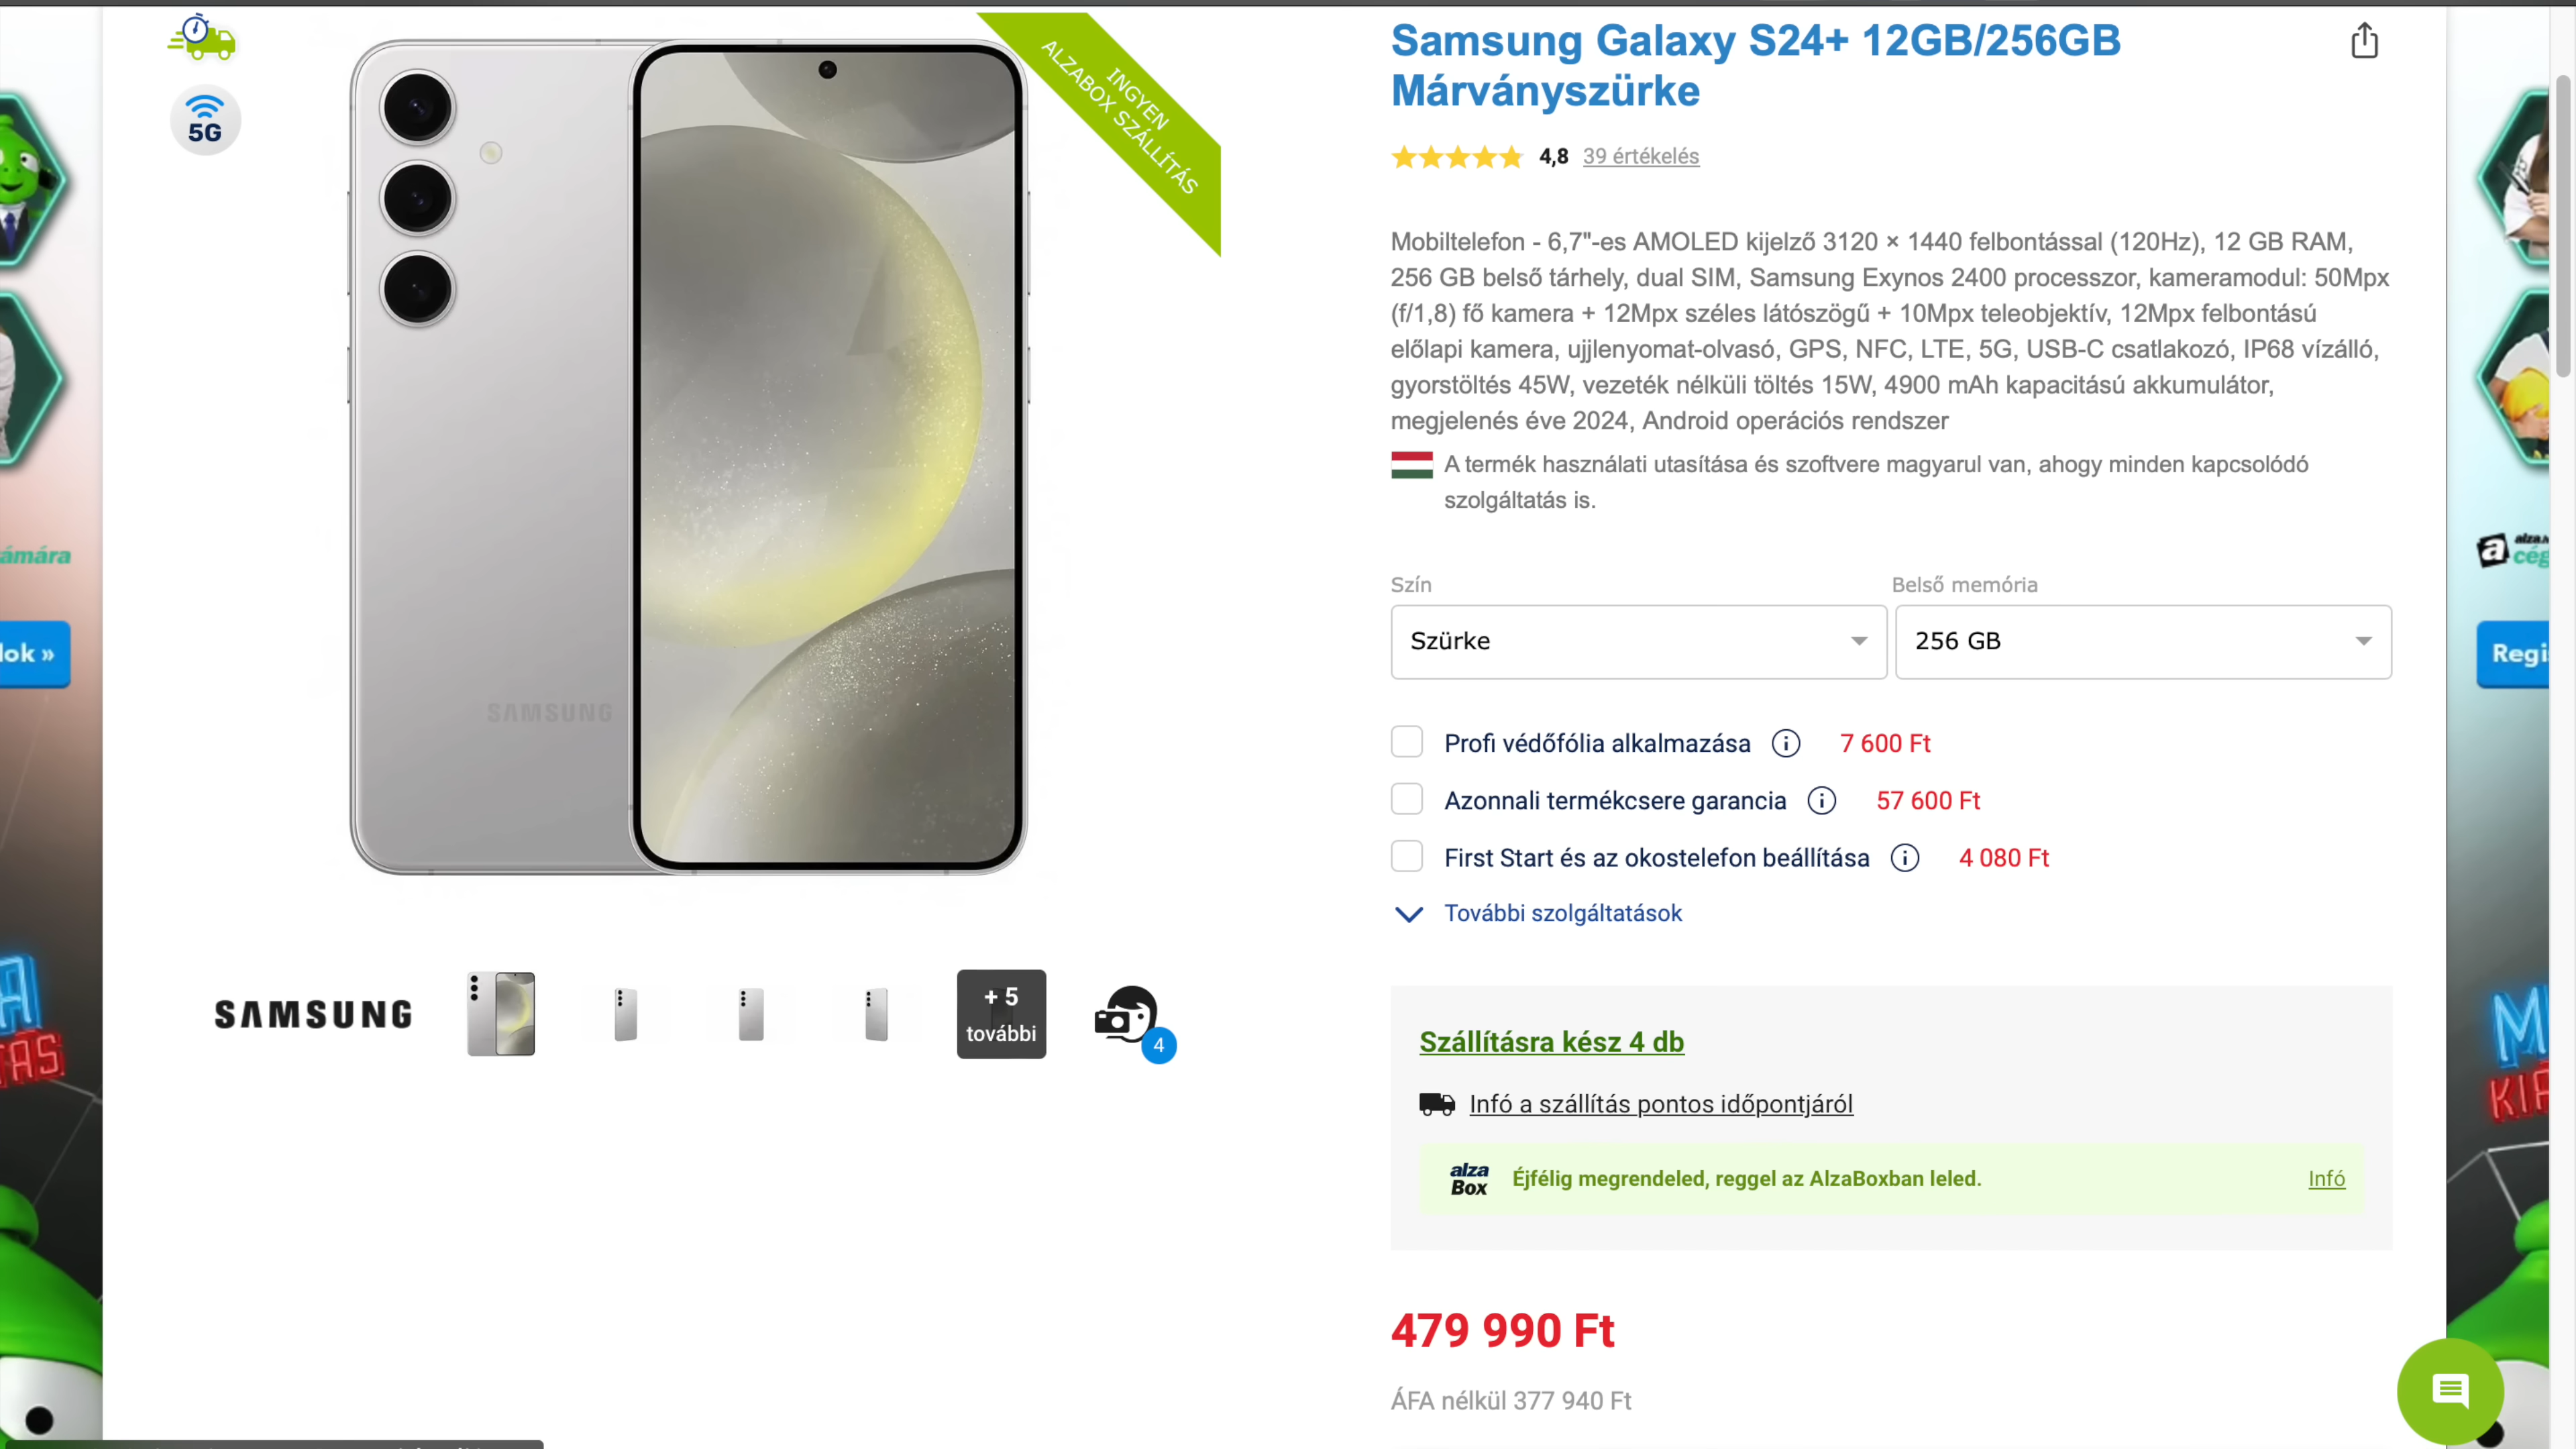 5G
INGYEN
ALZABOX SZÁLLÍTÁS
SAMSUNG
SAMSUNG
+ 5
további
4
Samsung Galaxy S24+ 12GB/256GB
Márványszürke
4,8 39 értékelés
Mobiltelefon - 6,7"-es AMOLED kijelző 3120 × 1440 felbontással (120Hz), 12 GB RAM,
256 GB belső tárhely, dual SIM, Samsung Exynos 2400 processzor, kameramodul: 50Mpx
(f/1,8) fő kamera + 12Mpx széles látószögű + 10Mpx teleobjektív, 12Mpx felbontású
előlapi kamera, ujjlenyomat-olvasó, GPS, NFC, LTE, 5G, USB-C csatlakozó, IP68 vízálló,
gyorstöltés 45W, vezeték nélküli töltés 15W, 4900 mAh kapacitású akkumulátor,
megjelenés éve 2024, Android operációs rendszer
A termék használati utasítása és szoftvere magyarul van, ahogy minden kapcsolódó
szolgáltatás is.
Szín Belső memória
Szürke 256 GB
Profi védőfólia alkalmazása 7 600 Ft
Azonnali termékcsere garancia 57 600 Ft
First Start és az okostelefon beállítása 4 080 Ft
További szolgáltatások
Szállításra kész 4 db
Infó a szállítás pontos időpontjáról
alza
Box
Éjfélig megrendeled, reggel az AlzaBoxban leled. Infó
479 990 Ft
ÁFA nélkül 377 940 Ft